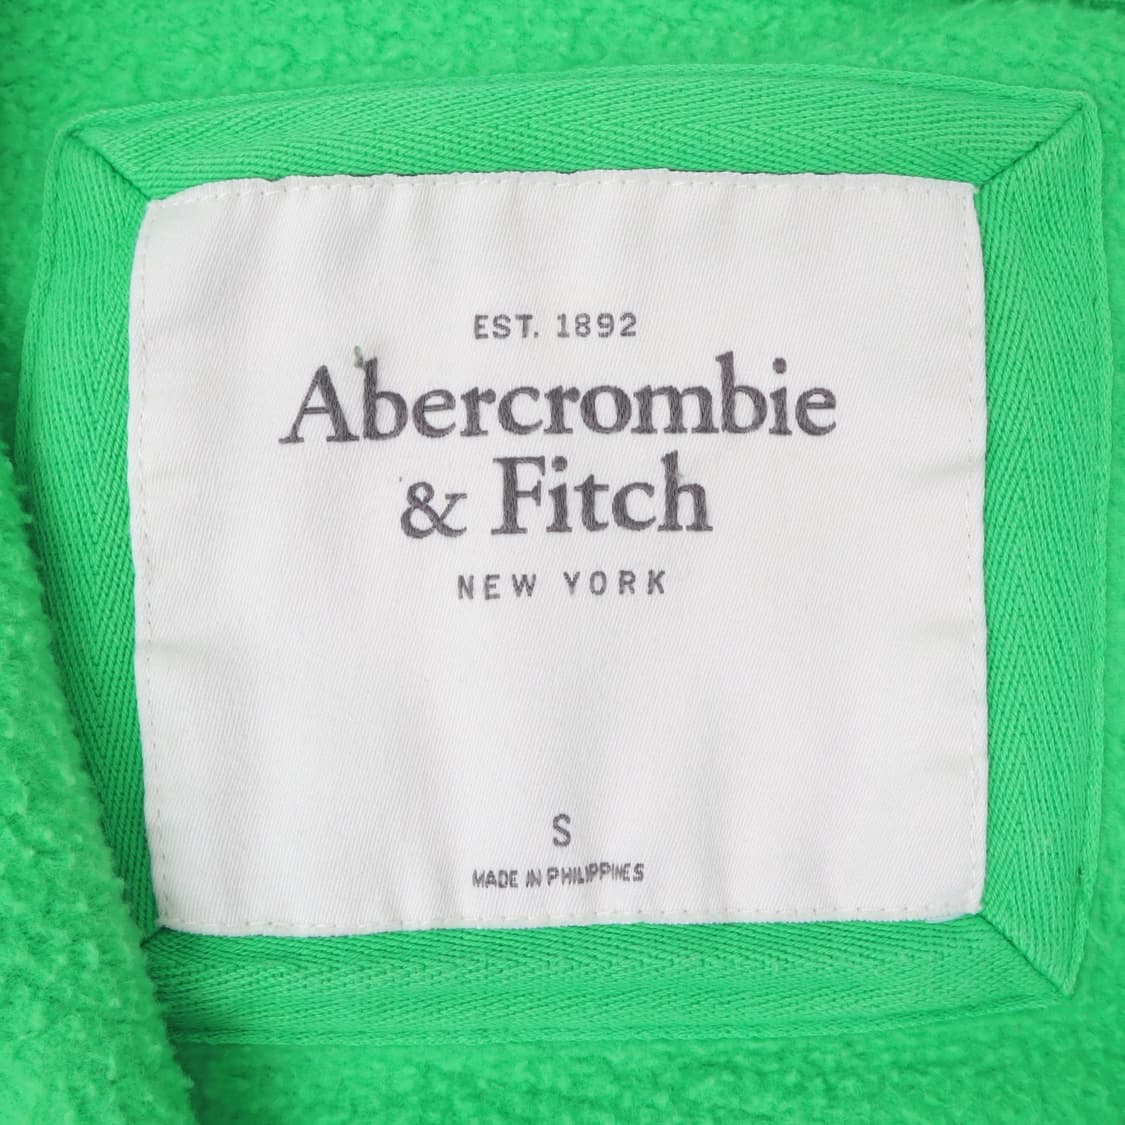 EST. 1892
Abercrombie
& Fitch
NEW YORK
S
MADE IN PHILIPPINES